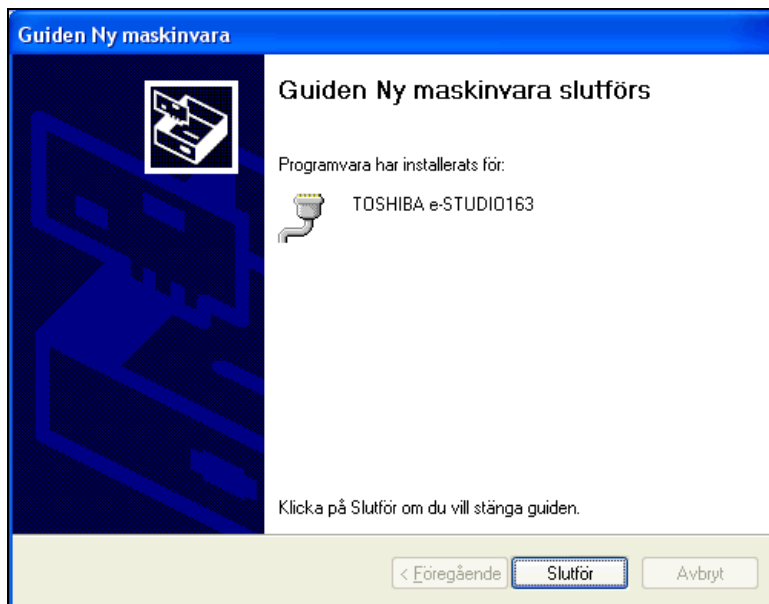 Guiden Ny maskinvara
Guiden Ny maskinvara slutförs
Programvara har installerats för:
TOSHIBA e-STUDIO163
Klicka på Slutför om du vill stänga guiden.
< Föregående
Slutför
Avbryt